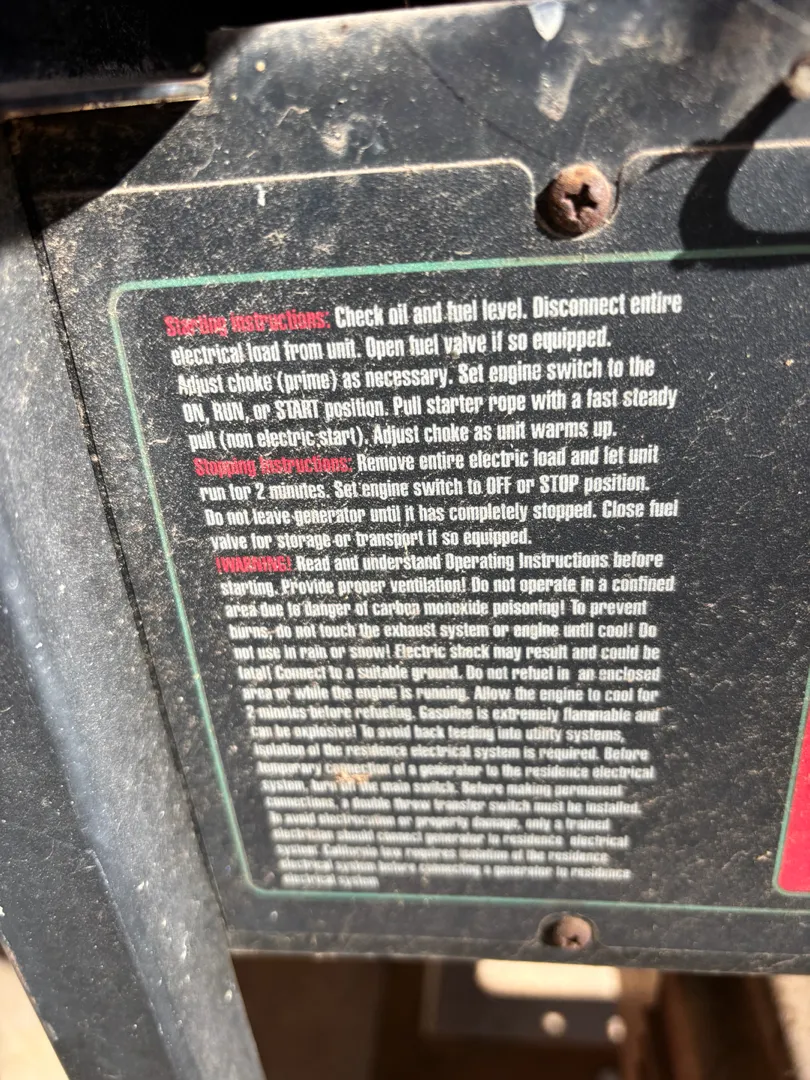 Starting Instructions: Check oil and fuel level. Disconnect entire
electrical load from unit. Open fuel valve if so equipped.
Adjust choke (prime) as necessary. Set engine switch to the
ON, RUN, or START position. Pull starter rope with a fast steady
pull (non electric start). Adjust choke as unit warms up.
Stopping Instructions: Remove entire electric load and let unit
run for 2 minutes. Set engine switch to OFF or STOP position.
Do not leave generator until it has completely stopped. Close fuel
valve for storage or transport if so equipped.
(WARNING) Read and understand Operating Instructions before
starting. Provide proper ventilation! Do not operate in a confined
area due to danger of carbon monoxide poisoning! To prevent
burns, do not touch the exhaust system or engine until cool! Do
not use in rain or snow! Electric shock may result and could be
fatal! Connect to a suitable ground. Do not refuel in an enclosed
area or while the engine is running. Allow the engine to cool for
2 minutes before refueling. Gasoline is extremely flammable and
can be explosive! To avoid back feeding into utility systems,
isolation of the residence electrical system is required. Before
temporary connection of a generator to the residence electrical
system, turn off the main switch. Before making permanent
connections, a double throw transfer switch must be installed.
To avoid electrocution or property damage, only a trained
electrician should connect generator to residence electrical
system. California law requires isolation of the residence
electrical system before connecting a generator to residence
electrical system